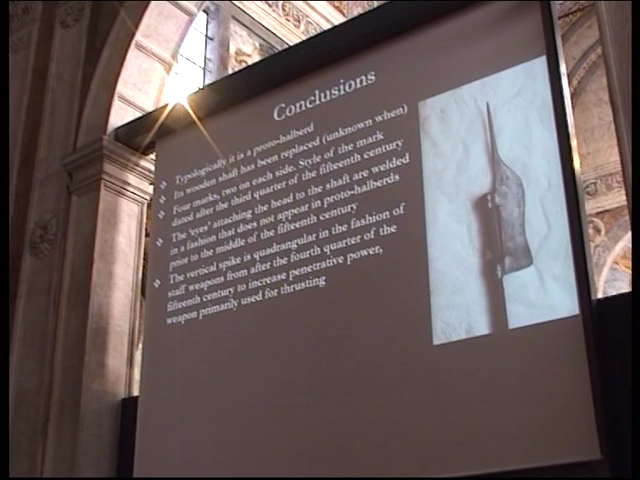 Conclusions
Typologically it is a proto-halberd
Its wooden shaft has been replaced (unknown when)
Four marks, two on each side. Style of the mark
dated after the third quarter of the fifteenth century
The 'eyes' attaching the head to the shaft are welded
in a fashion that does not appear in proto-halberds
prior to the middle of the fifteenth century
The vertical spike is quadrangular in the fashion of
staff weapons from after the fourth quarter of the
fifteenth century to increase penetrative power,
weapon primarily used for thrusting